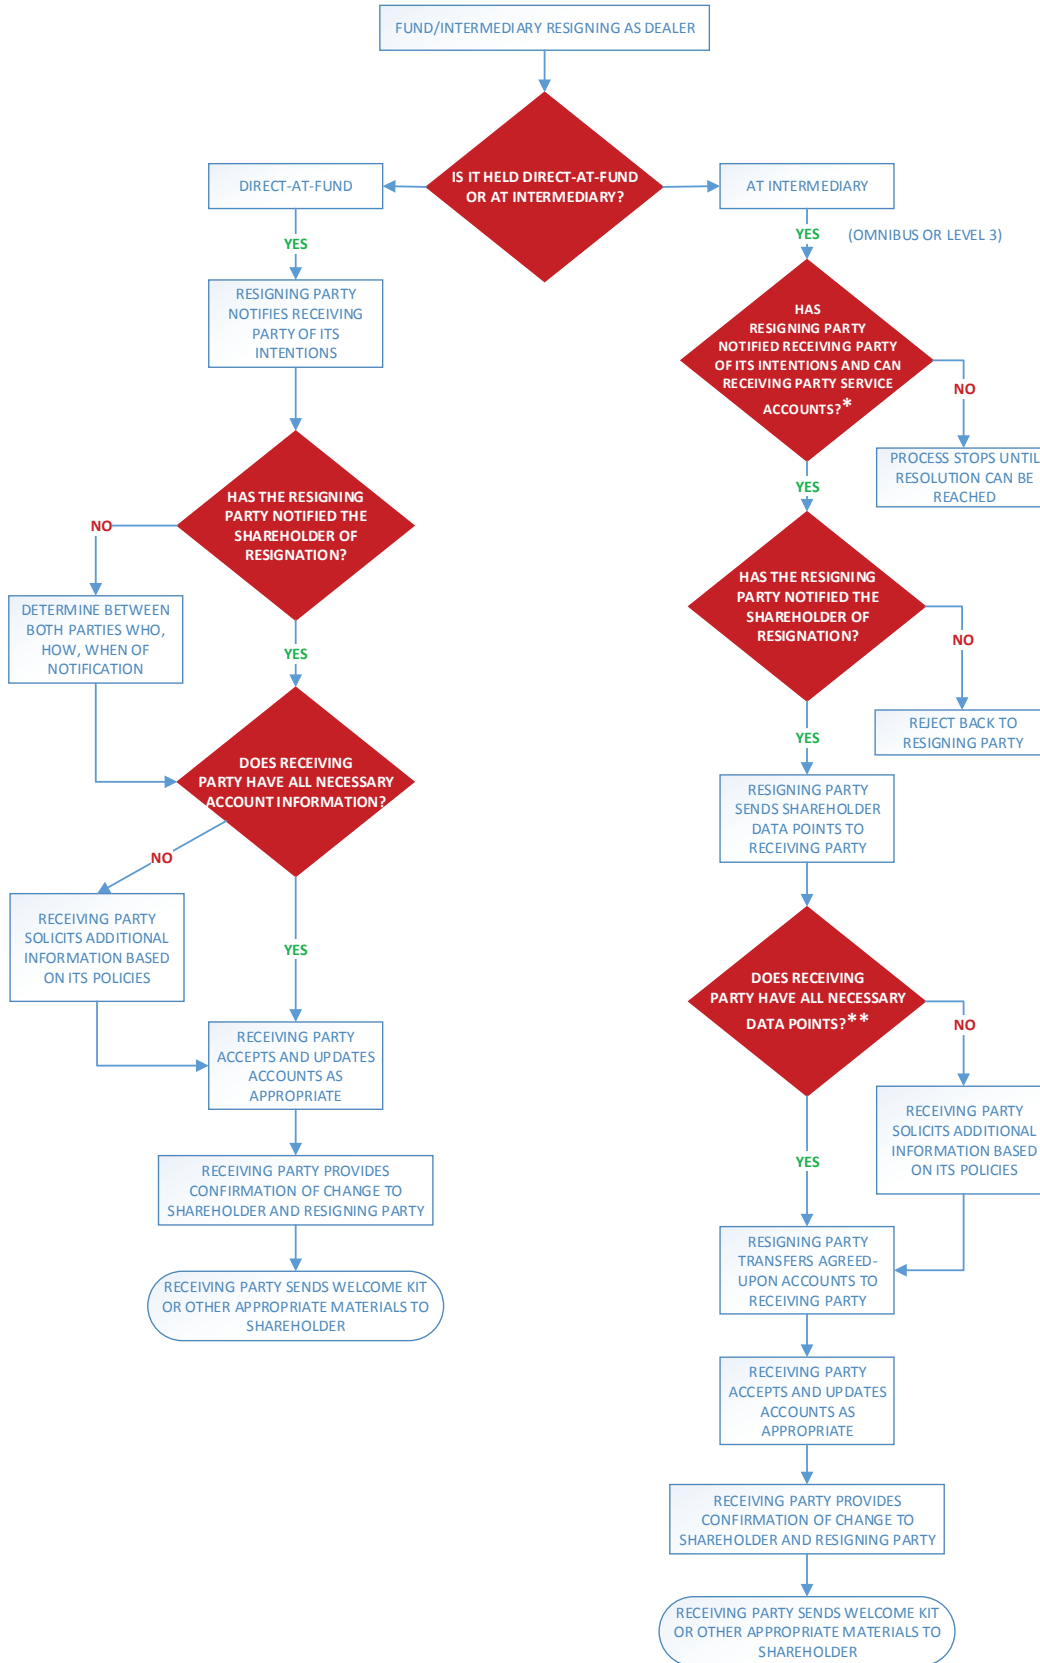 FUND/INTERMEDIARY RESIGNING AS DEALER
IS IT HELD DIRECT-AT-FUND
OR AT INTERMEDIARY?
DIRECT-AT-FUND
YES
RESIGNING PARTY
NOTIFIES RECEIVING
PARTY OF ITS
INTENTIONS
HAS THE RESIGNING
PARTY NOTIFIED THE
SHAREHOLDER OF
RESIGNATION?
NO
DETERMINE BETWEEN
BOTH PARTIES WHO,
HOW, WHEN OF
NOTIFICATION
YES
DOES RECEIVING
PARTY HAVE ALL NECESSARY
ACCOUNT INFORMATION?
NO
RECEIVING PARTY
SOLICITS ADDITIONAL
INFORMATION BASED
ON ITS POLICIES
YES
RECEIVING PARTY
ACCEPTS AND UPDATES
ACCOUNTS AS
APPROPRIATE
RECEIVING PARTY PROVIDES
CONFIRMATION OF CHANGE TO
SHAREHOLDER AND RESIGNING PARTY
RECEIVING PARTY SENDS WELCOME KIT
OR OTHER APPROPRIATE MATERIALS TO
SHAREHOLDER
AT INTERMEDIARY
YES
(OMNIBUS OR LEVEL 3)
HAS
RESIGNING PARTY
NOTIFIED RECEIVING PARTY
OF ITS INTENTIONS AND CAN
RECEIVING PARTY SERVICE
ACCOUNTS?*
NO
PROCESS STOPS UNTIL
RESOLUTION CAN BE
REACHED
YES
HAS THE RESIGNING
PARTY NOTIFIED THE
SHAREHOLDER OF
RESIGNATION?
NO
REJECT BACK TO
RESIGNING PARTY
YES
RESIGNING PARTY
SENDS SHAREHOLDER
DATA POINTS TO
RECEIVING PARTY
DOES RECEIVING
PARTY HAVE ALL NECESSARY
DATA POINTS?**
NO
RECEIVING PARTY
SOLICITS ADDITIONAL
INFORMATION BASED
ON ITS POLICIES
YES
RESIGNING PARTY
TRANSFERS AGREED-
UPON ACCOUNTS TO
RECEIVING PARTY
RECEIVING PARTY
ACCEPTS AND UPDATES
ACCOUNTS AS
APPROPRIATE
RECEIVING PARTY PROVIDES
CONFIRMATION OF CHANGE TO
SHAREHOLDER AND RESIGNING PARTY
RECEIVING PARTY SENDS WELCOME KIT
OR OTHER APPROPRIATE MATERIALS TO
SHAREHOLDER